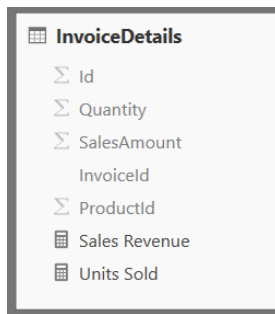 InvoiceDetails
Id
Quantity
SalesAmount
InvoiceId
ProductId
Sales Revenue
Units Sold